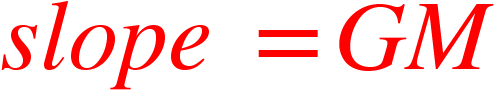 slope = GM